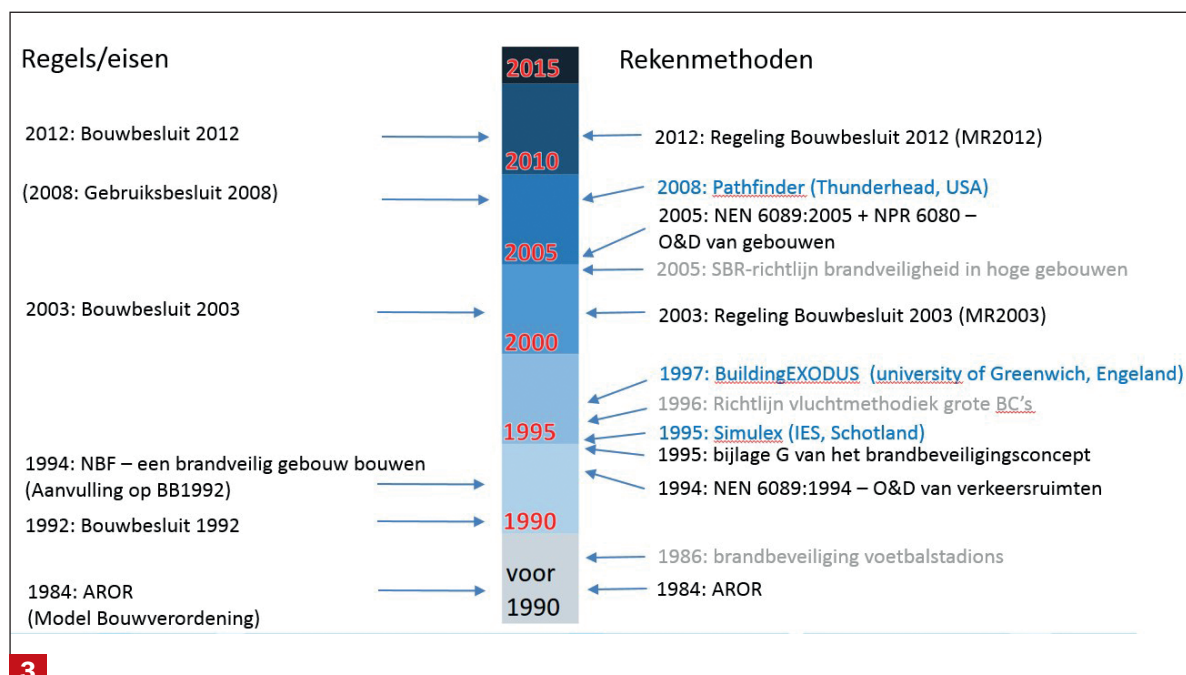 Regels/eisen
2012: Bouwbesluit 2012
(2008: Gebruiksbesluit 2008)
2003: Bouwbesluit 2003
1994: NBF – een brandveilig gebouw bouwen
(Aanvulling op BB1992)
1992: Bouwbesluit 1992
1984: AROR
(Model Bouwverordening)
2015
2010
2005
2000
1995
1990
voor
1990
Rekenmethoden
2012: Regeling Bouwbesluit 2012 (MR2012)
2008: Pathfinder (Thunderhead, USA)
2005: NEN 6089:2005 + NPR 6080 –
O&D van gebouwen
2005: SBR-richtlijn brandveiligheid in hoge gebouwen
2003: Regeling Bouwbesluit 2003 (MR2003)
1997: BuildingEXODUS (university of Greenwich, Engeland)
1996: Richtlijn vluchtmethodiek grote BC's
1995: Simulex (IES, Schotland)
1995: bijlage G van het brandbeveiligingsconcept
1994: NEN 6089:1994 – O&D van verkeersruimten
1986: brandbeveiliging voetbalstadions
1984: AROR
3